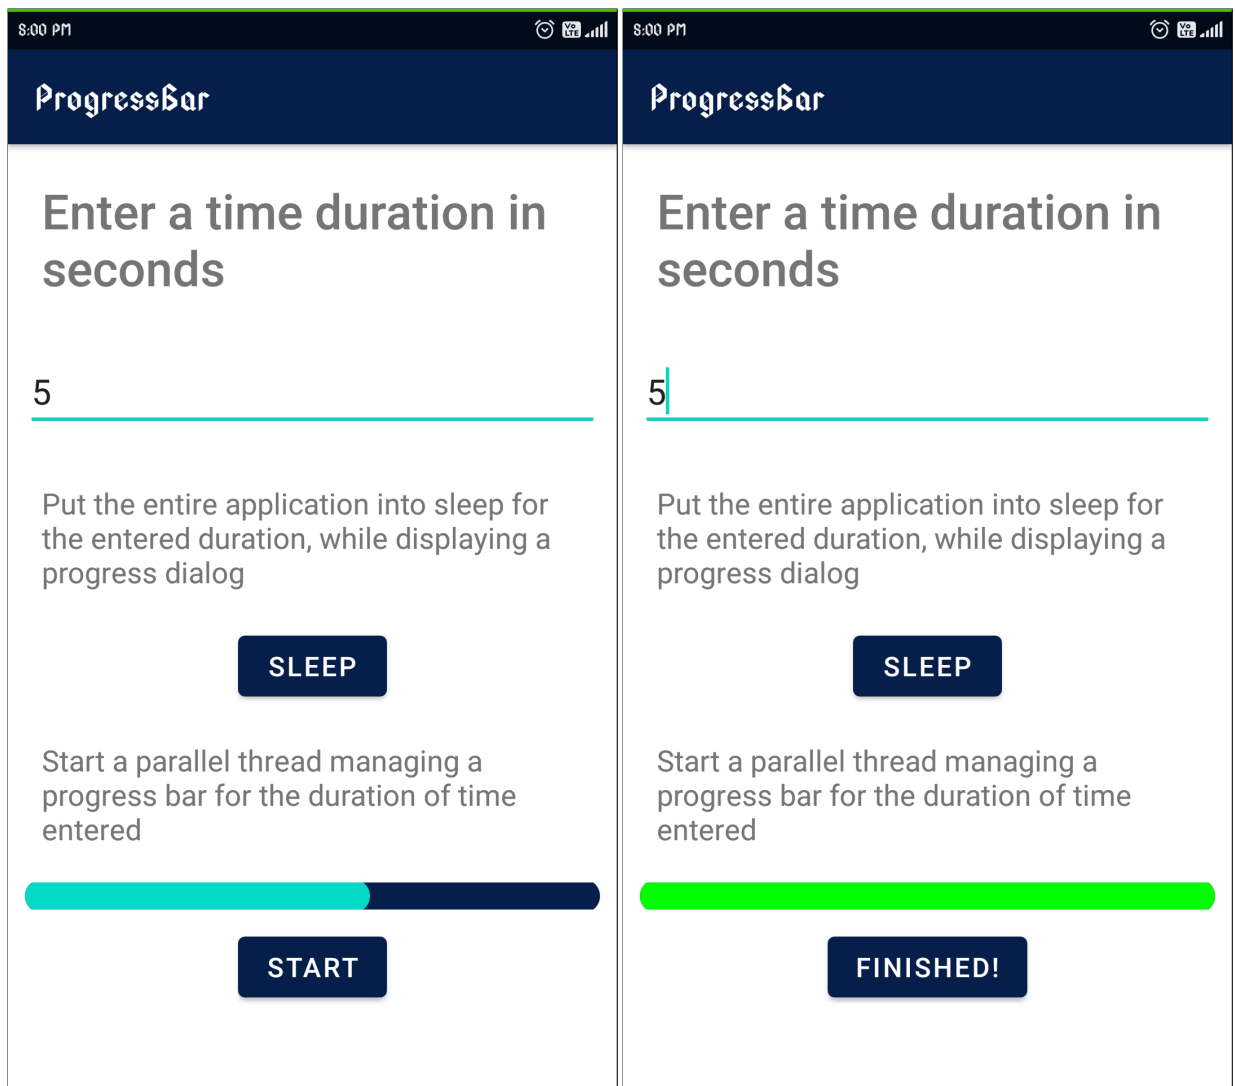 8:00 PM
Vo LTE
ProgressBar
Enter a time duration in
seconds
5
Put the entire application into sleep for
the entered duration, while displaying a
progress dialog
SLEEP
Start a parallel thread managing a
progress bar for the duration of time
entered
START
8:00 PM
Vo LTE
ProgressBar
Enter a time duration in
seconds
5
Put the entire application into sleep for
the entered duration, while displaying a
progress dialog
SLEEP
Start a parallel thread managing a
progress bar for the duration of time
entered
FINISHED!